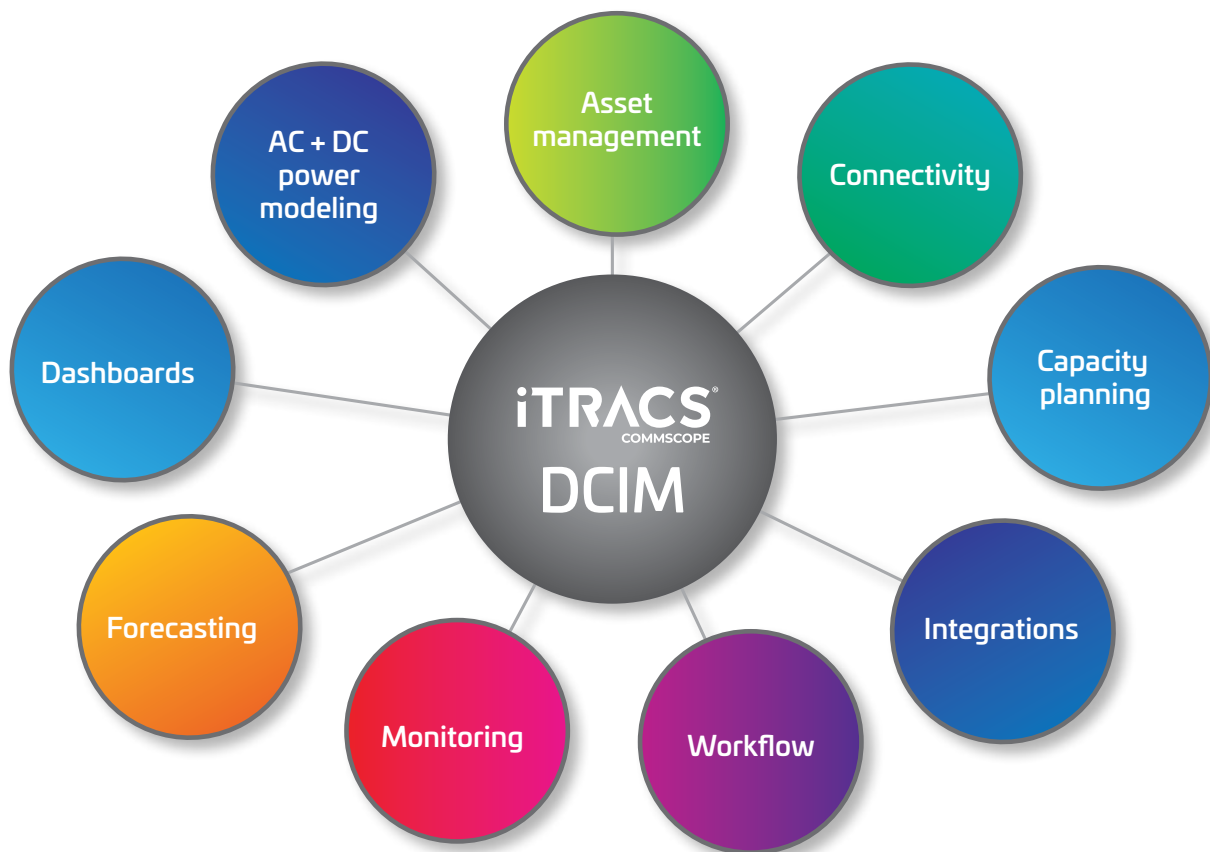 Asset
management
Connectivity
Capacity
planning
Integrations
Workflow
Monitoring
Forecasting
Dashboards
AC + DC
power
modeling
iTRACS®
COMMSCOPE
DCIM